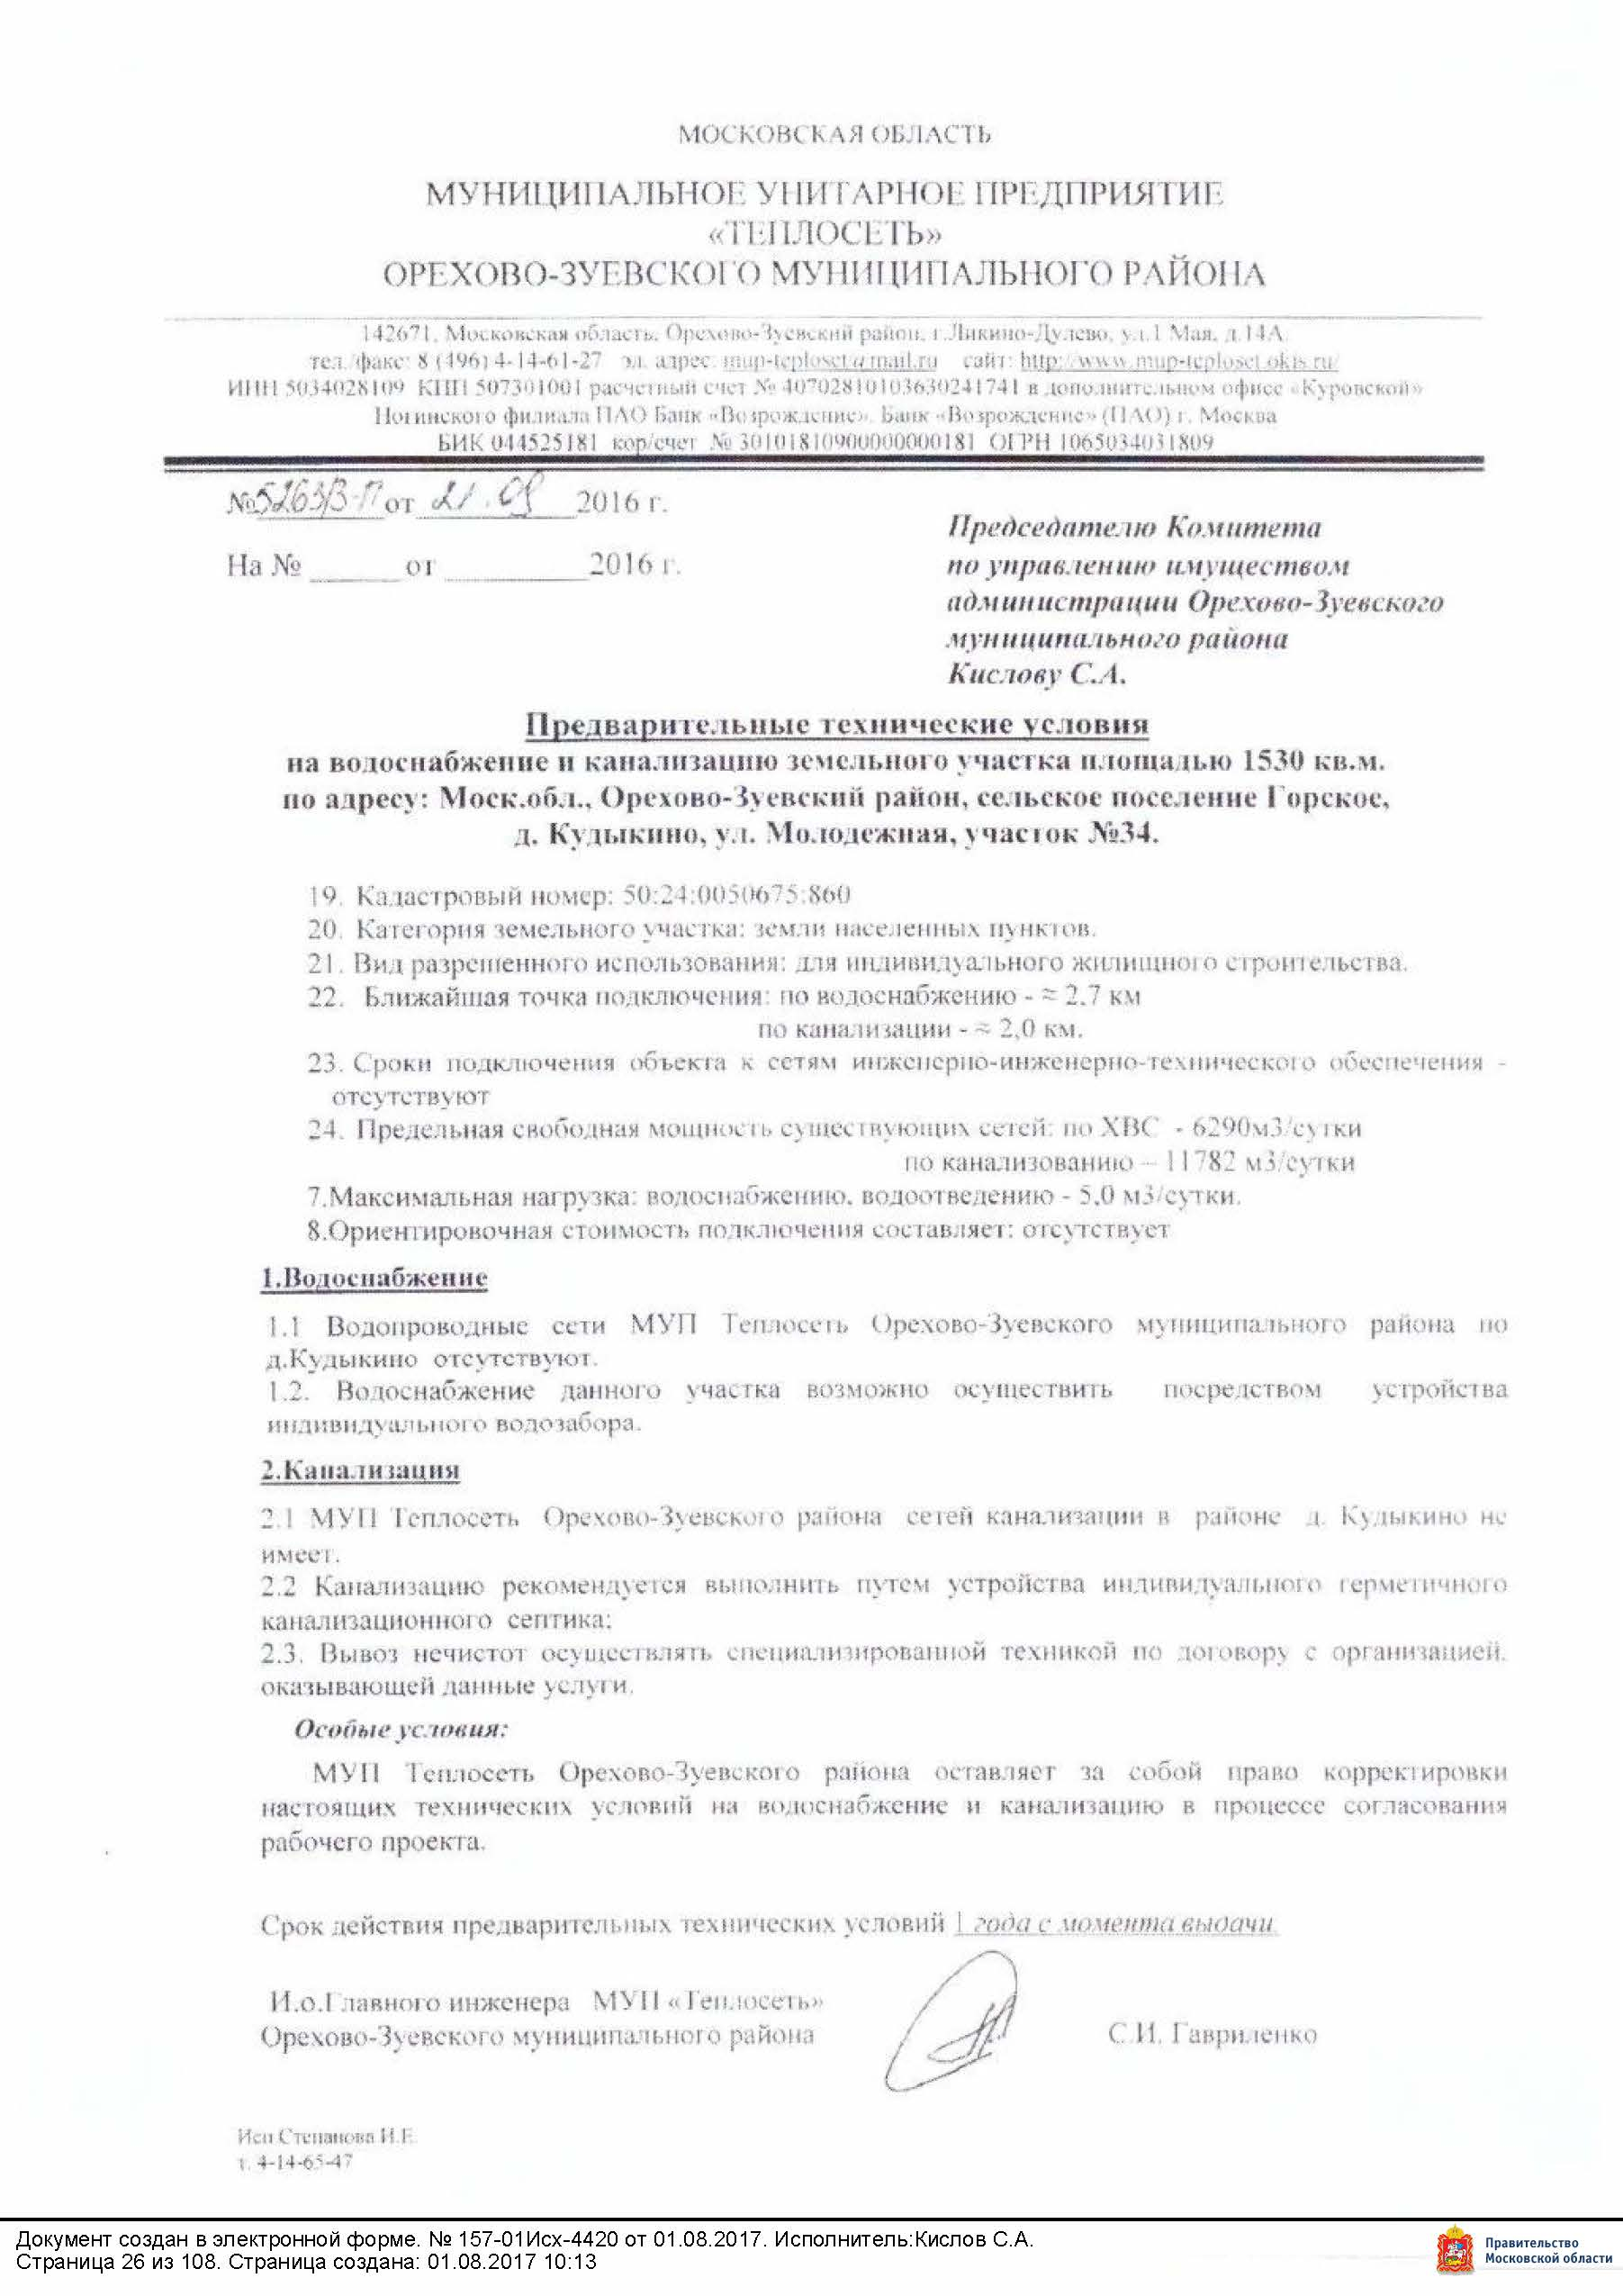 МОСКОВСКАЯ ОБЛАСТЬ
МУНИЦИПАЛЬНОЕ УНИТАРНОЕ ПРЕДПРИЯТИЕ
«ТЕПЛОСЕТЬ»
ОРЕХОВО-ЗУЕВСКОГО МУНИЦИПАЛЬНОГО РАЙОНА
142671, Московская область, Орехово-Зуевский район, г.Ликино-Дулево, ул.1 Мая, д.14А
тел./факс: 8 (496) 4-14-61-27 эл. адрес: mup-teploset@mail.ru сайт: http://www.mup-teploset.okis.ru/
ИНН 5034028109 КПП 507301001 расчетный счет № 40702810103630241741 в дополнительном офисе «Куровской»
Ногинского филиала ПАО Банк «Возрождение», Банк «Возрождение» (ПАО) г. Москва
БИК 044525181 кор/счет № 30101810900000000181 ОГРН 1065034031809
№5263/В-П от 21.09 2016 г.
На № ______ от __________ 2016 г.
Председателю Комитета
по управлению имуществом
администрации Орехово-Зуевского
муниципального района
Кислову С.А.
Предварительные технические условия
на водоснабжение и канализацию земельного участка площадью 1530 кв.м.
по адресу: Моск.обл., Орехово-Зуевский район, сельское поселение Горское,
д. Кудыкино, ул. Молодежная, участок №34.
19. Кадастровый номер: 50:24:0050675:860
20. Категория земельного участка: земли населенных пунктов.
21. Вид разрешенного использования: для индивидуального жилищного строительства.
22. Ближайшая точка подключения: по водоснабжению - ≈ 2,7 км
по канализации - ≈ 2,0 км.
23. Сроки подключения объекта к сетям инженерно-инженерно-технического обеспечения -
отсутствуют
24. Предельная свободная мощность существующих сетей: по ХВС - 6290м3/сутки
по канализованию – 11782 м3/сутки
7.Максимальная нагрузка: водоснабжению, водоотведению - 5,0 м3/сутки.
8.Ориентировочная стоимость подключения составляет: отсутствует
1.Водоснабжение
1.1 Водопроводные сети МУП Теплосеть Орехово-Зуевского муниципального района по
д.Кудыкино отсутствуют.
1.2. Водоснабжение данного участка возможно осуществить посредством устройства
индивидуального водозабора.
2.Канализация
2.1 МУП Теплосеть Орехово-Зуевского района сетей канализации в районе д. Кудыкино не
имеет.
2.2 Канализацию рекомендуется выполнить путем устройства индивидуального герметичного
канализационного септика;
2.3. Вывоз нечистот осуществлять специализированной техникой по договору с организацией,
оказывающей данные услуги.
Особые условия:
МУП Теплосеть Орехово-Зуевского района оставляет за собой право корректировки
настоящих технических условий на водоснабжение и канализацию в процессе согласования
рабочего проекта.
Срок действия предварительных технических условий 1 года с момента выдачи.
И.о.Главного инженера МУП «Теплосеть»
Орехово-Зуевского муниципального района С.И. Гавриленко
Исп Степанова И.Е.
т. 4-14-65-47
Документ создан в электронной форме. № 157-01Исх-4420 от 01.08.2017. Исполнитель:Кислов С.А.
Страница 26 из 108. Страница создана: 01.08.2017 10:13
Правительство
Московской области